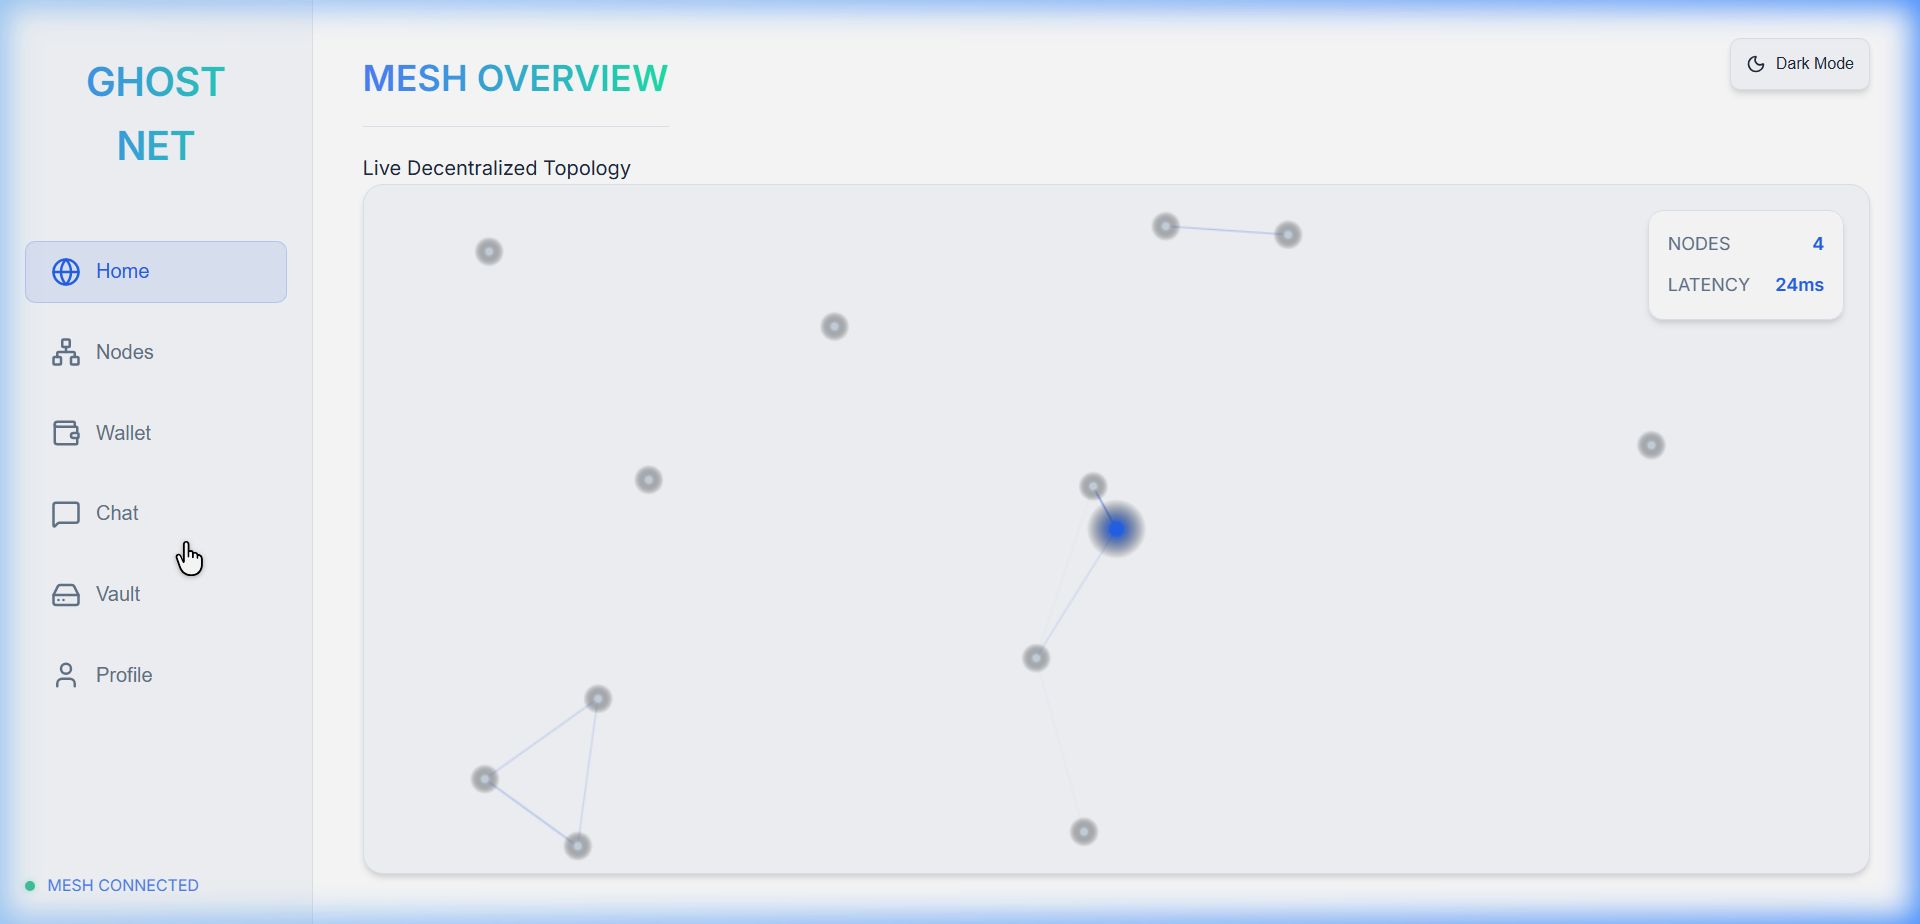 GHOST
NET
Home
Nodes
Wallet
Chat
Vault
Profile
MESH CONNECTED
MESH OVERVIEW
Dark Mode
Live Decentralized Topology
NODES 4
LATENCY 24ms